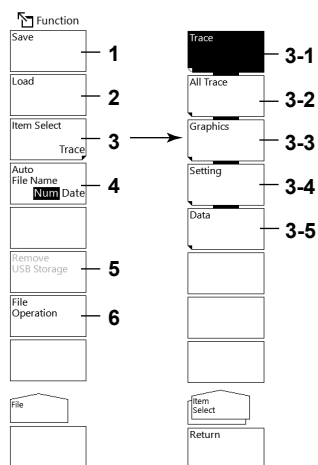 Function
Save
1
Load
2
Item Select
Trace
3
Auto
File Name
Num Date
4
Remove
USB Storage
5
File
Operation
6
File
Trace
3-1
All Trace
3-2
Graphics
3-3
Setting
3-4
Data
3-5
Item
Select
Return